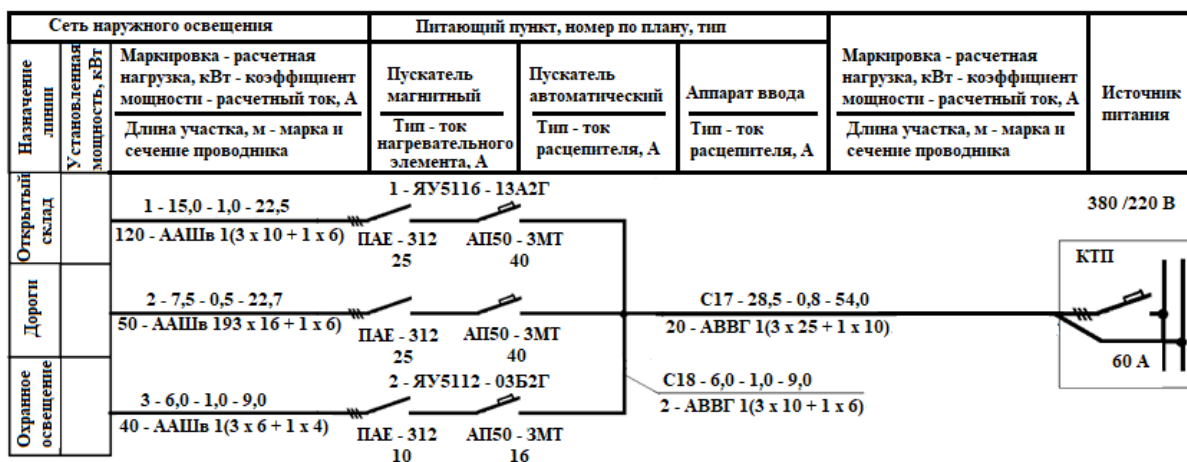 Сеть наружного освещения
Питающий пункт, номер по плану, тип
Назначение
линии
Установленная
мощность, кВт
Маркировка - расчетная
нагрузка, кВт - коэффициент
мощности - расчетный ток, А
Длина участка, м - марка и
сечение проводника
Пускатель
магнитный
Тип - ток
нагревательного
элемента, А
Пускатель
автоматический
Тип - ток
расцепителя, А
Аппарат ввода
Тип - ток
расцепителя, А
Маркировка - расчетная
нагрузка, кВт - коэффициент
мощности - расчетный ток, А
Длина участка, м - марка и
сечение проводника
Источник
питания
Открытый
склад
1 - 15,0 - 1,0 - 22,5
120 - ААШв 1(3 х 10 + 1 х 6)
1 - ЯУ5116 - 13А2Г
ПАЕ - 312
25
АП50 - 3МТ
40
380 /220 В
КТП
60 А
Дороги
2 - 7,5 - 0,5 - 22,7
50 - ААШв 193 х 16 + 1 х 6)
ПАЕ - 312
25
АП50 - 3МТ
40
С17 - 28,5 - 0,8 - 54,0
20 - АВВГ 1(3 х 25 + 1 х 10)
Охранное
освещение
2 - ЯУ5112 - 03Б2Г
3 - 6,0 - 1,0 - 9,0
40 - ААШв 1(3 х 6 + 1 х 4)
ПАЕ - 312
10
АП50 - 3МТ
16
С18 - 6,0 - 1,0 - 9,0
2 - АВВГ 1(3 х 10 + 1 х 6)